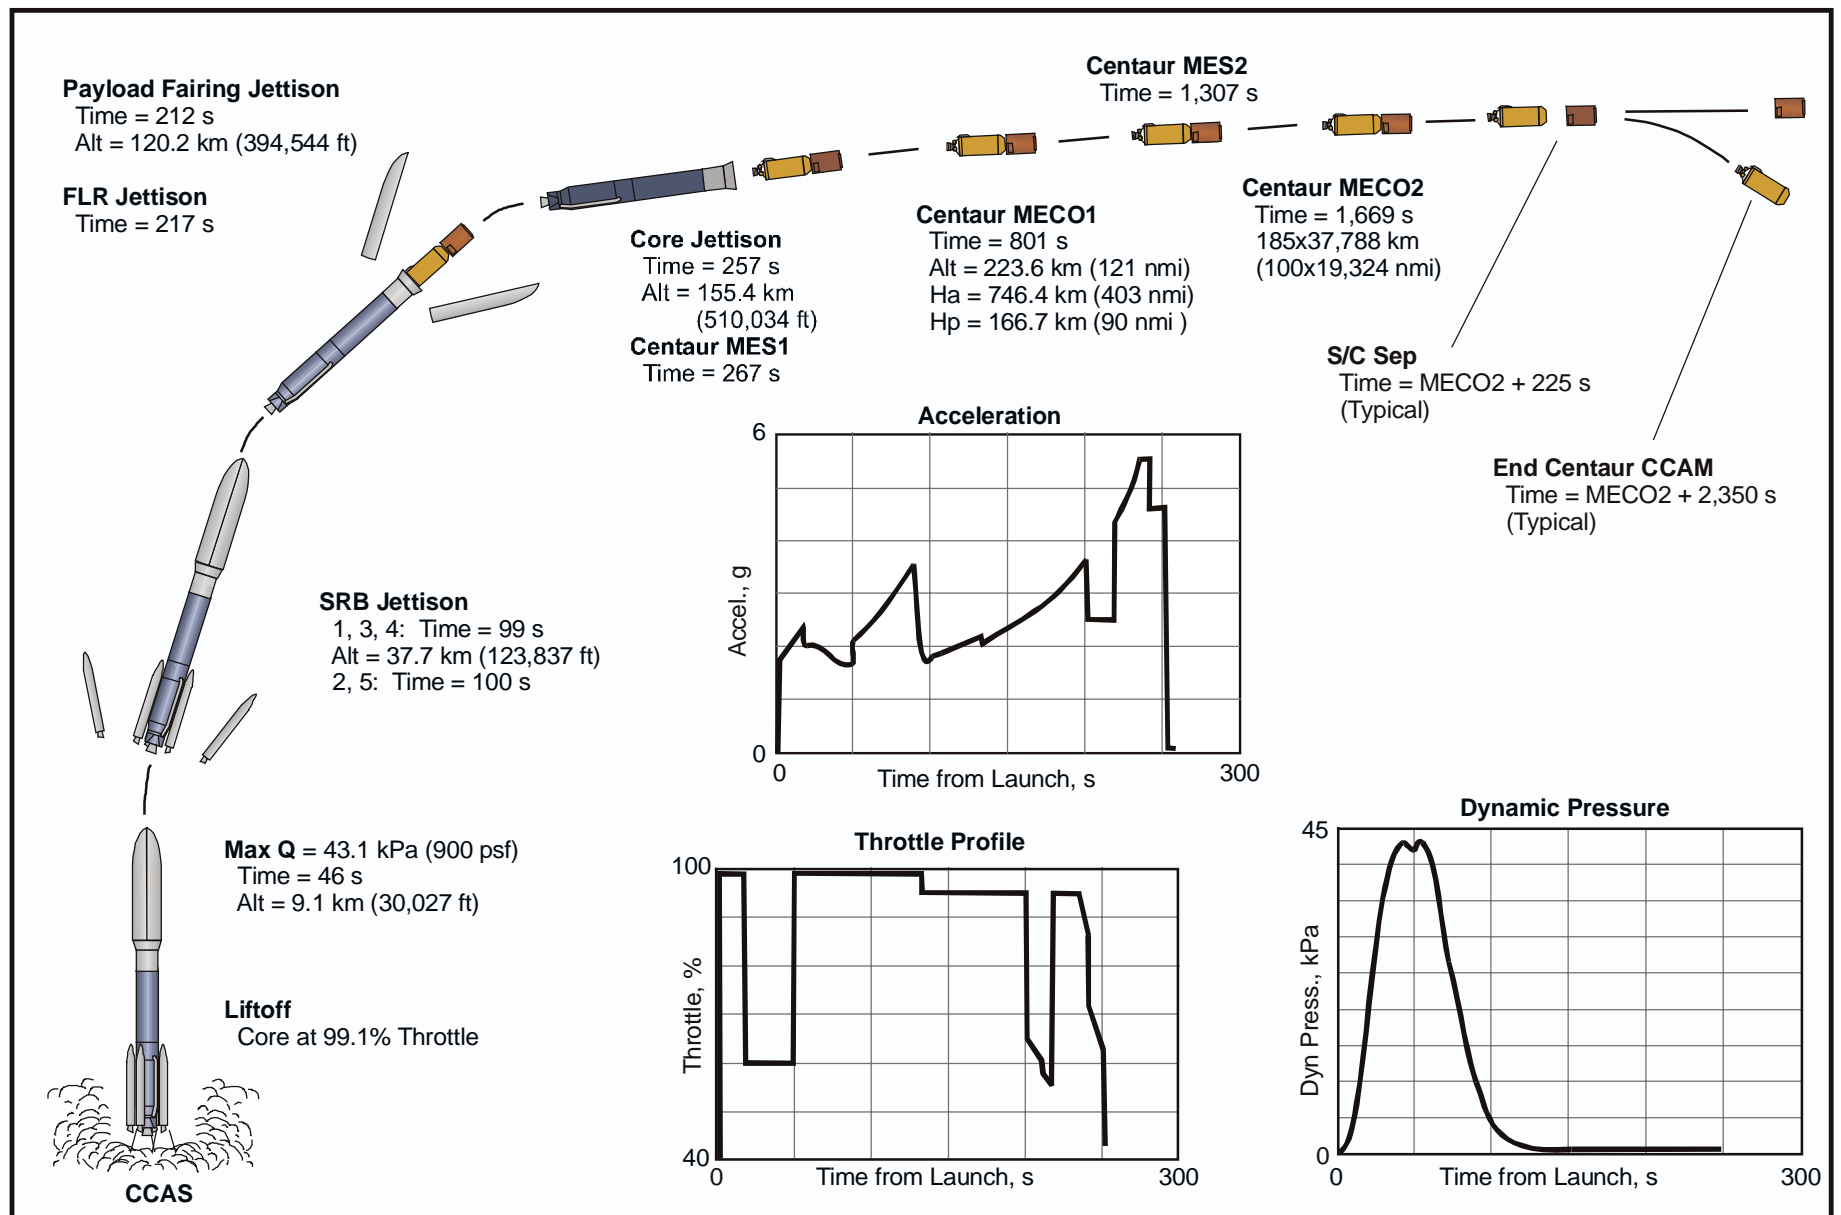 Payload Fairing Jettison
Time = 212 s
Alt = 120.2 km (394,544 ft)
FLR Jettison
Time = 217 s
Core Jettison
Time = 257 s
Alt = 155.4 km
(510,034 ft)
Centaur MES1
Time = 267 s
Centaur MECO1
Time = 801 s
Alt = 223.6 km (121 nmi)
Ha = 746.4 km (403 nmi)
Hp = 166.7 km (90 nmi )
Centaur MES2
Time = 1,307 s
Centaur MECO2
Time = 1,669 s
185x37,788 km
(100x19,324 nmi)
S/C Sep
Time = MECO2 + 225 s
(Typical)
End Centaur CCAM
Time = MECO2 + 2,350 s
(Typical)
SRB Jettison
1, 3, 4: Time = 99 s
Alt = 37.7 km (123,837 ft)
2, 5: Time = 100 s
Max Q = 43.1 kPa (900 psf)
Time = 46 s
Alt = 9.1 km (30,027 ft)
Liftoff
Core at 99.1% Throttle
CCAS
Acceleration
6
Accel., g
0
0
Time from Launch, s
300
Throttle Profile
100
Throttle, %
40
0
Time from Launch, s
300
Dynamic Pressure
45
Dyn Press., kPa
0
0
Time from Launch, s
300